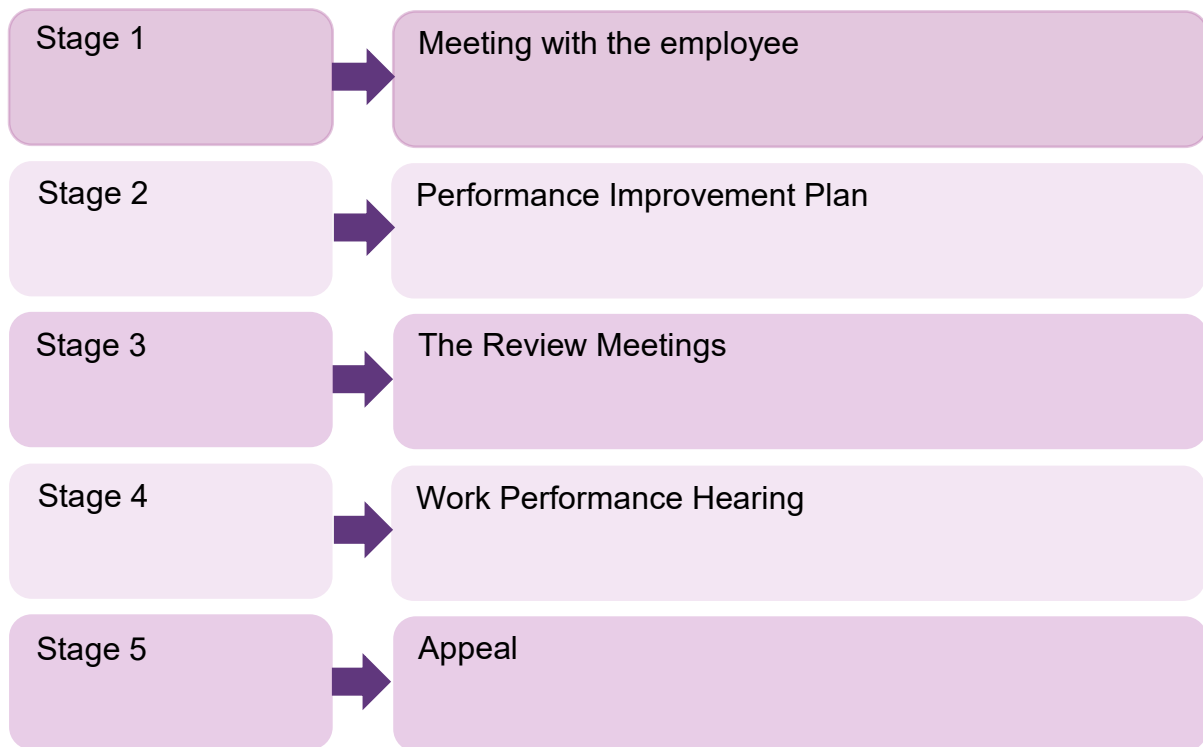 Stage 1
Meeting with the employee
Stage 2
Performance Improvement Plan
Stage 3
The Review Meetings
Stage 4
Work Performance Hearing
Stage 5
Appeal